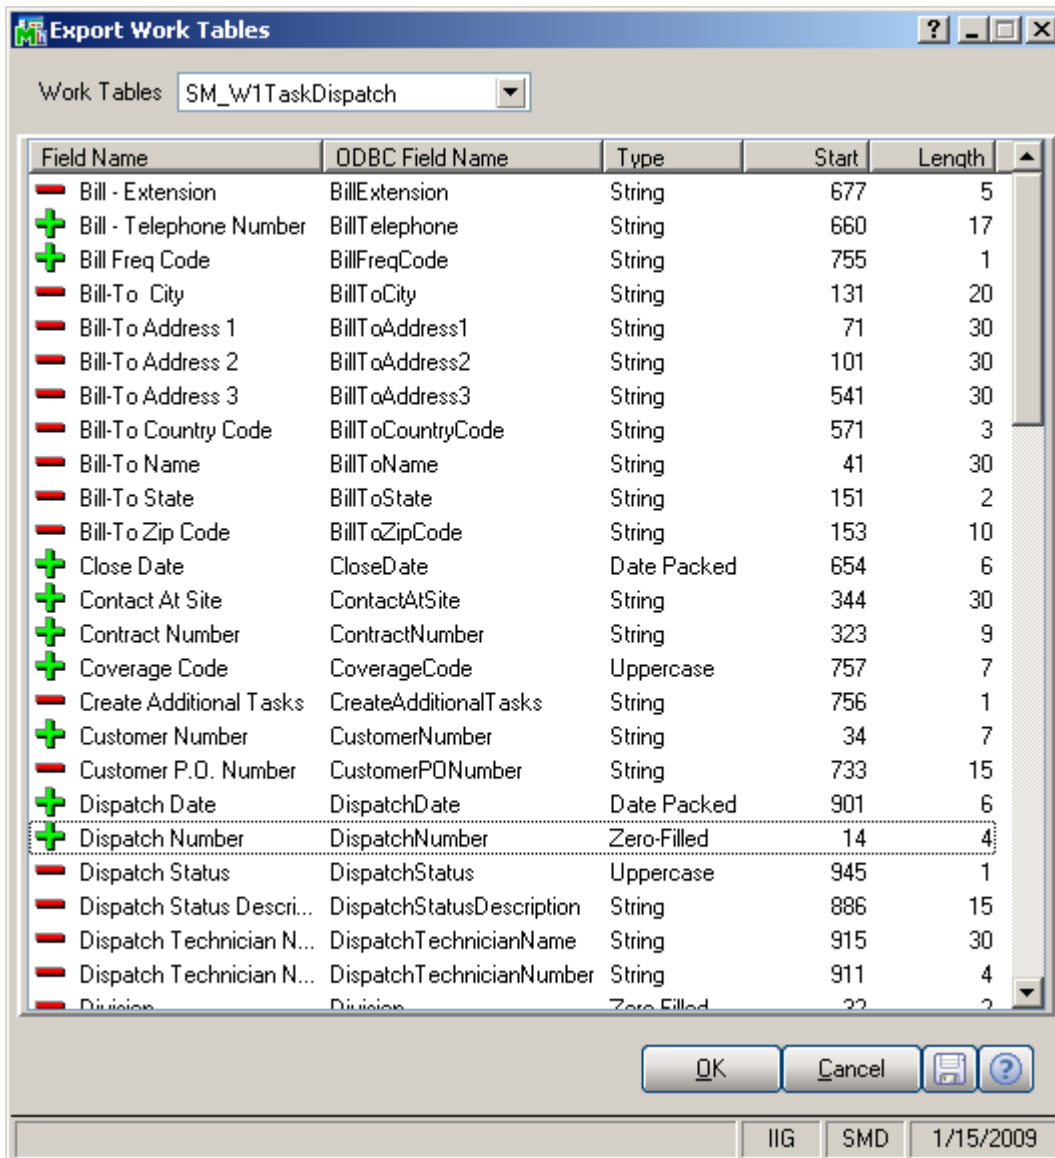 Export Work Tables
Work Tables SM_W1TaskDispatch
Field Name ODBC Field Name Type Start Length
Bill - Extension BillExtension String 677 5
Bill - Telephone Number BillTelephone String 660 17
Bill Freq Code BillFreqCode String 755 1
Bill-To  City BillToCity String 131 20
Bill-To Address 1 BillToAddress1 String 71 30
Bill-To Address 2 BillToAddress2 String 101 30
Bill-To Address 3 BillToAddress3 String 541 30
Bill-To Country Code BillToCountryCode String 571 3
Bill-To Name BillToName String 41 30
Bill-To State BillToState String 151 2
Bill-To Zip Code BillToZipCode String 153 10
Close Date CloseDate Date Packed 654 6
Contact At Site ContactAtSite String 344 30
Contract Number ContractNumber String 323 9
Coverage Code CoverageCode Uppercase 757 7
Create Additional Tasks CreateAdditionalTasks String 756 1
Customer Number CustomerNumber String 34 7
Customer P.O. Number CustomerPONumber String 733 15
Dispatch Date DispatchDate Date Packed 901 6
Dispatch Number DispatchNumber Zero-Filled 14 4
Dispatch Status DispatchStatus Uppercase 945 1
Dispatch Status Descri... DispatchStatusDescription String 886 15
Dispatch Technician N... DispatchTechnicianName String 915 30
Dispatch Technician N... DispatchTechnicianNumber String 911 4
Division Division Zero-Filled 32 2
OK Cancel
IIG SMD 1/15/2009